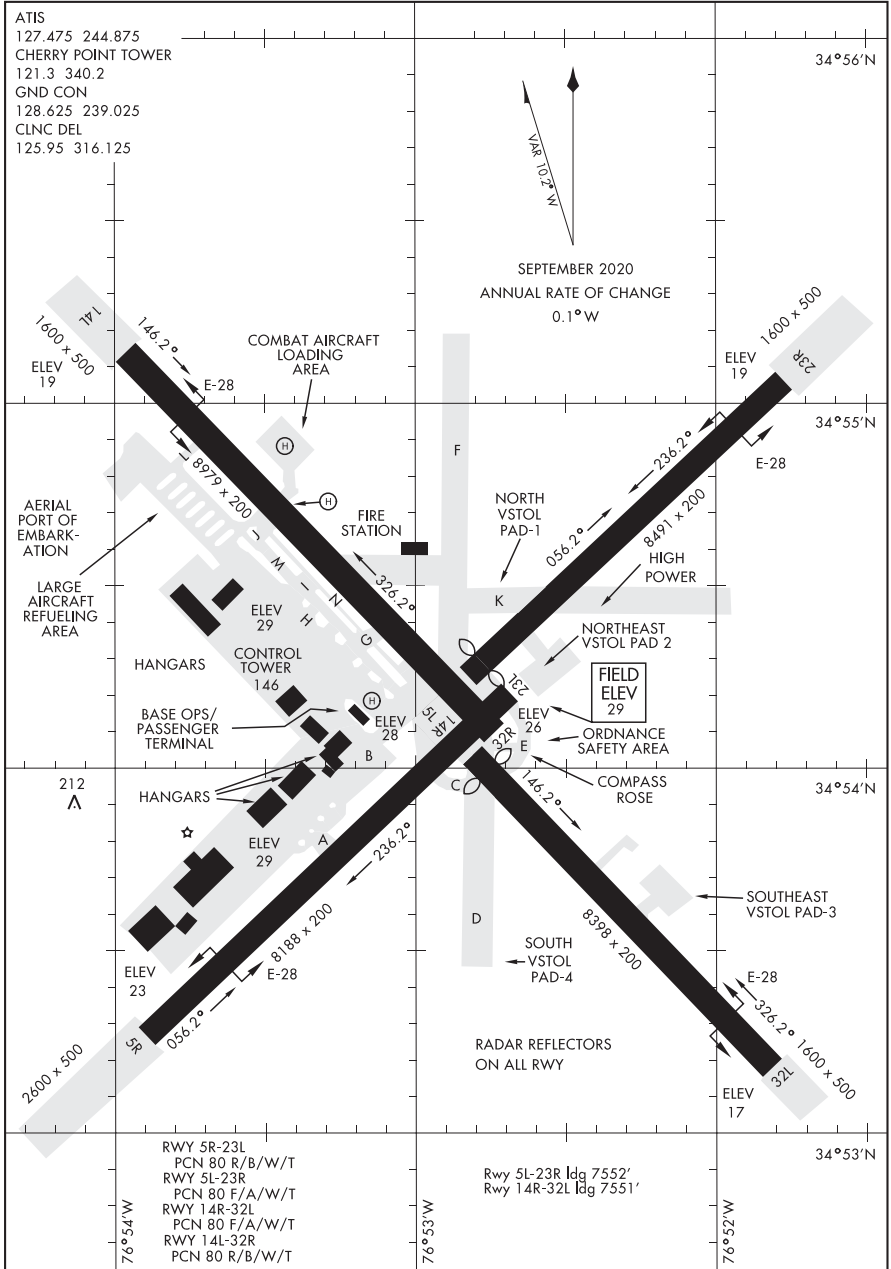 ATIS
127.475 244.875
CHERRY POINT TOWER
121.3 340.2
GND CON
128.625 239.025
CLNC DEL
125.95 316.125
34°56'N
VAR 10.2° W
SEPTEMBER 2020
ANNUAL RATE OF CHANGE
0.1° W
14L
1600 x 500
146.2°
ELEV
19
E-28
COMBAT AIRCRAFT
LOADING
AREA
H
1600 x 500
23R
ELEV
19
34°55'N
236.2°
E-28
F
8979 x 200
H
AERIAL
PORT OF
EMBARK-
ATION
FIRE
STATION
NORTH
VSTOL
PAD-1
056.2°
8491 x 200
HIGH
POWER
LARGE
AIRCRAFT
REFUELING
AREA
326.2°
K
ELEV
29
L
I
W
I
N
H
G
HANGARS
CONTROL
TOWER
146
NORTHEAST
VSTOL PAD 2
FIELD
ELEV
29
H
BASE OPS/
PASSENGER
TERMINAL
ELEV
28
5L
14R
23L
ELEV
26
32R
E
ORDNANCE
SAFETY AREA
B
COMPASS
ROSE
34°54'N
212
C
146.2°
HANGARS
A
ELEV
29
236.2°
SOUTHEAST
VSTOL PAD-3
D
8188 x 200
8398 x 200
SOUTH
VSTOL
PAD-4
ELEV
23
E-28
E-28
5R
056.2°
326.2°
2600 x 500
1600 x 500
RADAR REFLECTORS
ON ALL RWY
32L
ELEV
17
34°53'N
RWY 5R-23L
PCN 80 R/B/W/T
RWY 5L-23R
PCN 80 F/A/W/T
RWY 14R-32L
PCN 80 F/A/W/T
RWY 14L-32R
PCN 80 R/B/W/T
Rwy 5L-23R ldg 7552'
Rwy 14R-32L ldg 7551'
76°54'W
76°53'W
76°52'W